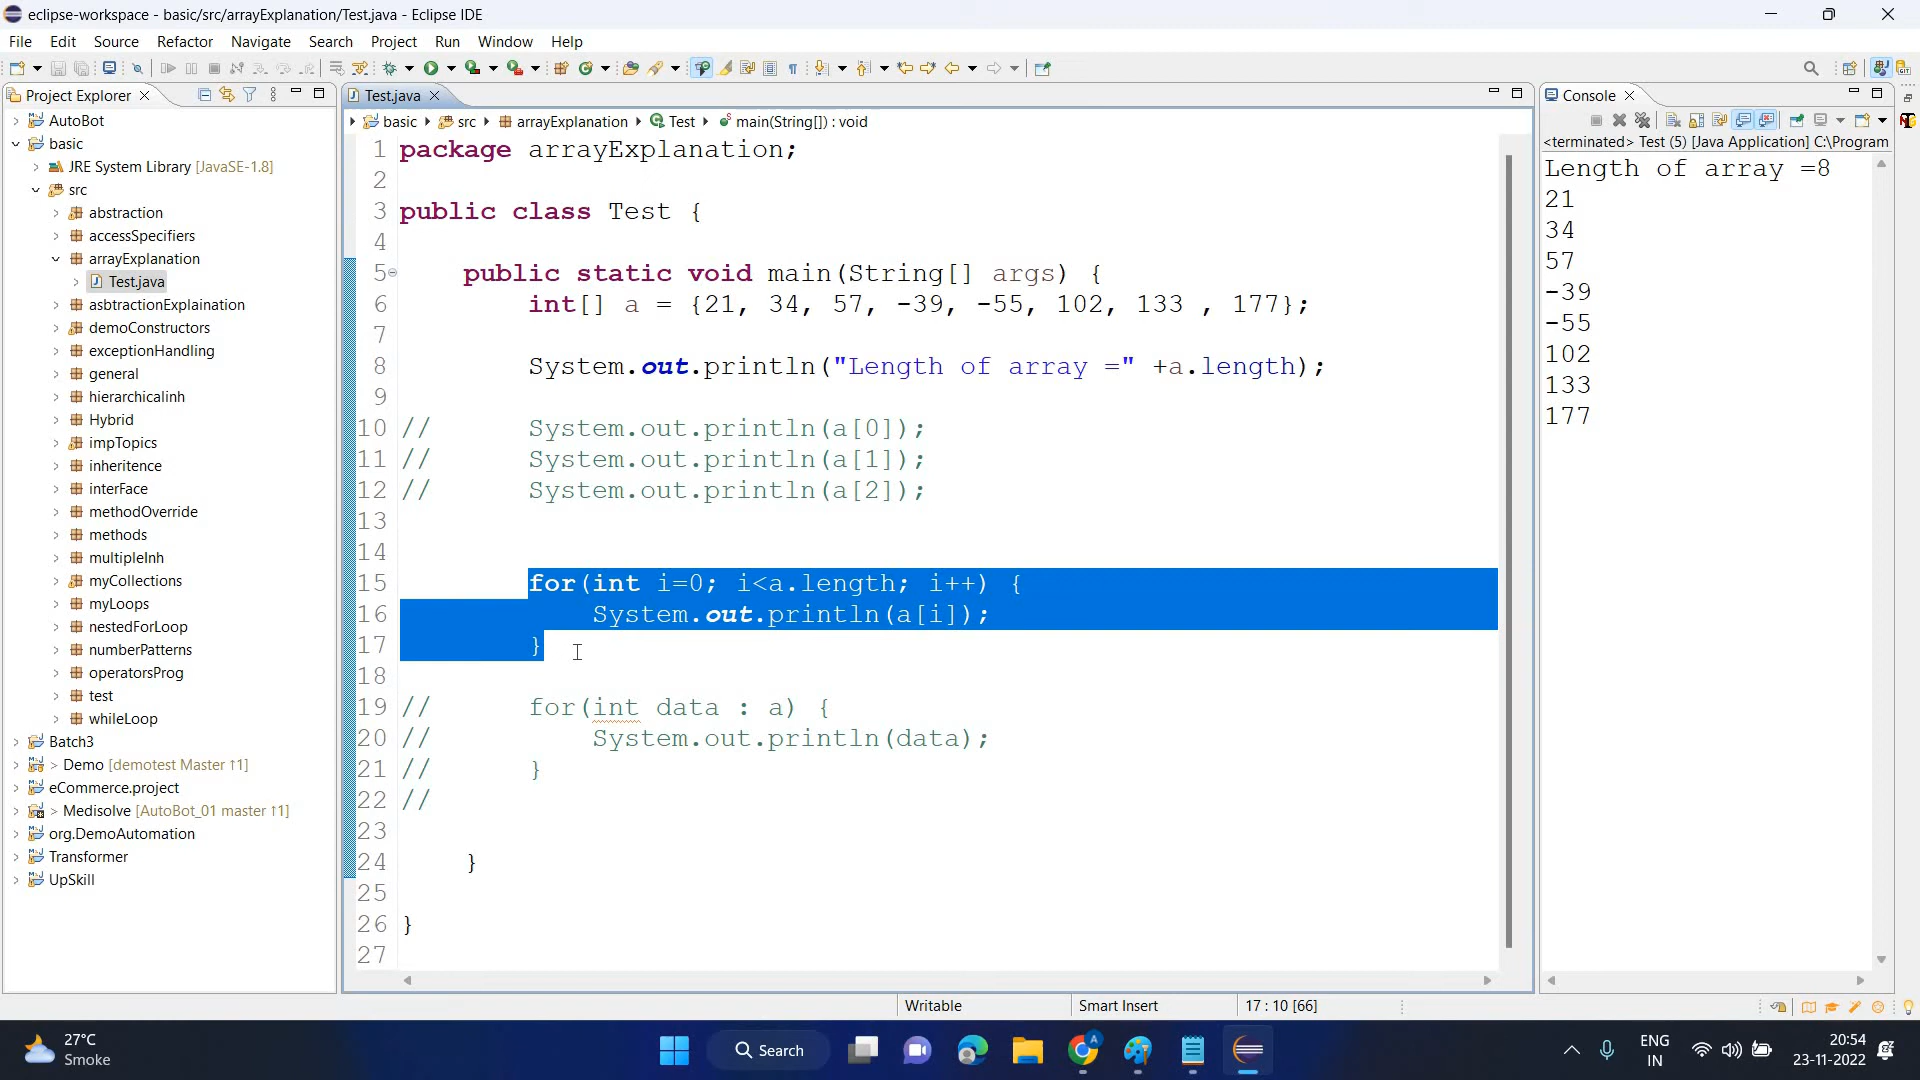 eclipse-workspace - basic/src/arrayExplanation/Test.java - Eclipse IDE
File Edit Source Refactor Navigate Search Project Run Window Help
Project Explorer
AutoBot
basic
JRE System Library [JavaSE-1.8]
src
abstraction
accessSpecifiers
arrayExplanation
Test.java
asbtractionExplaination
demoConstructors
exceptionHandling
general
hierarchicalinh
Hybrid
impTopics
inheritence
interFace
methodOverride
methods
multipleInh
myCollections
myLoops
nestedForLoop
numberPatterns
operatorsProg
test
whileLoop
Batch3
> Demo [demotest Master ↑1]
eCommerce.project
> Medisolve [AutoBot_01 master ↑1]
org.DemoAutomation
Transformer
UpSkill
Test.java
basic src arrayExplanation Test main(String[]) : void
1 package arrayExplanation;
2
3 public class Test {
4
5 public static void main(String[] args) {
6 int[] a = {21, 34, 57, -39, -55, 102, 133 , 177};
7
8 System.out.println("Length of array =" +a.length);
9
10 // System.out.println(a[0]);
11 // System.out.println(a[1]);
12 // System.out.println(a[2]);
13
14
15 for(int i=0; i<a.length; i++) {
16 System.out.println(a[i]);
17 }
18
19 // for(int data : a) {
20 // System.out.println(data);
21 // }
22 //
23
24 }
25
26 }
27
Console
<terminated> Test (5) [Java Application] C:\Program
Length of array =8
21
34
57
-39
-55
102
133
177
Writable Smart Insert 17 : 10 [66]
27°C
Smoke
Search
ENG
IN
20:54
23-11-2022